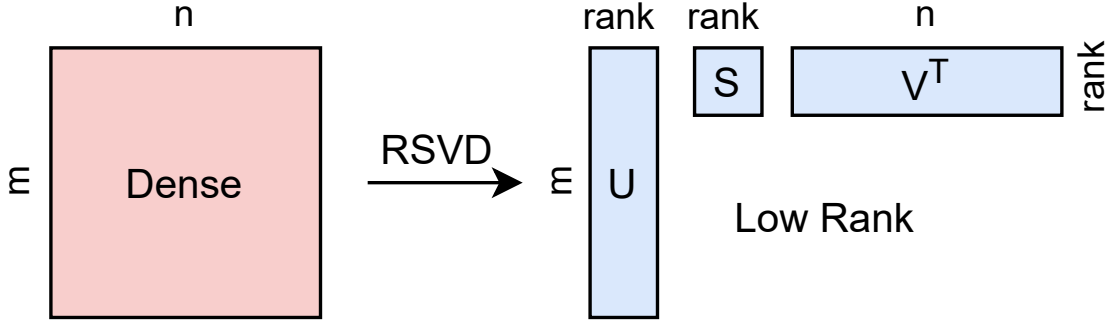 n
m
Dense
RSVD
rank
rank
n
m
U
S
V^T
rank
Low Rank